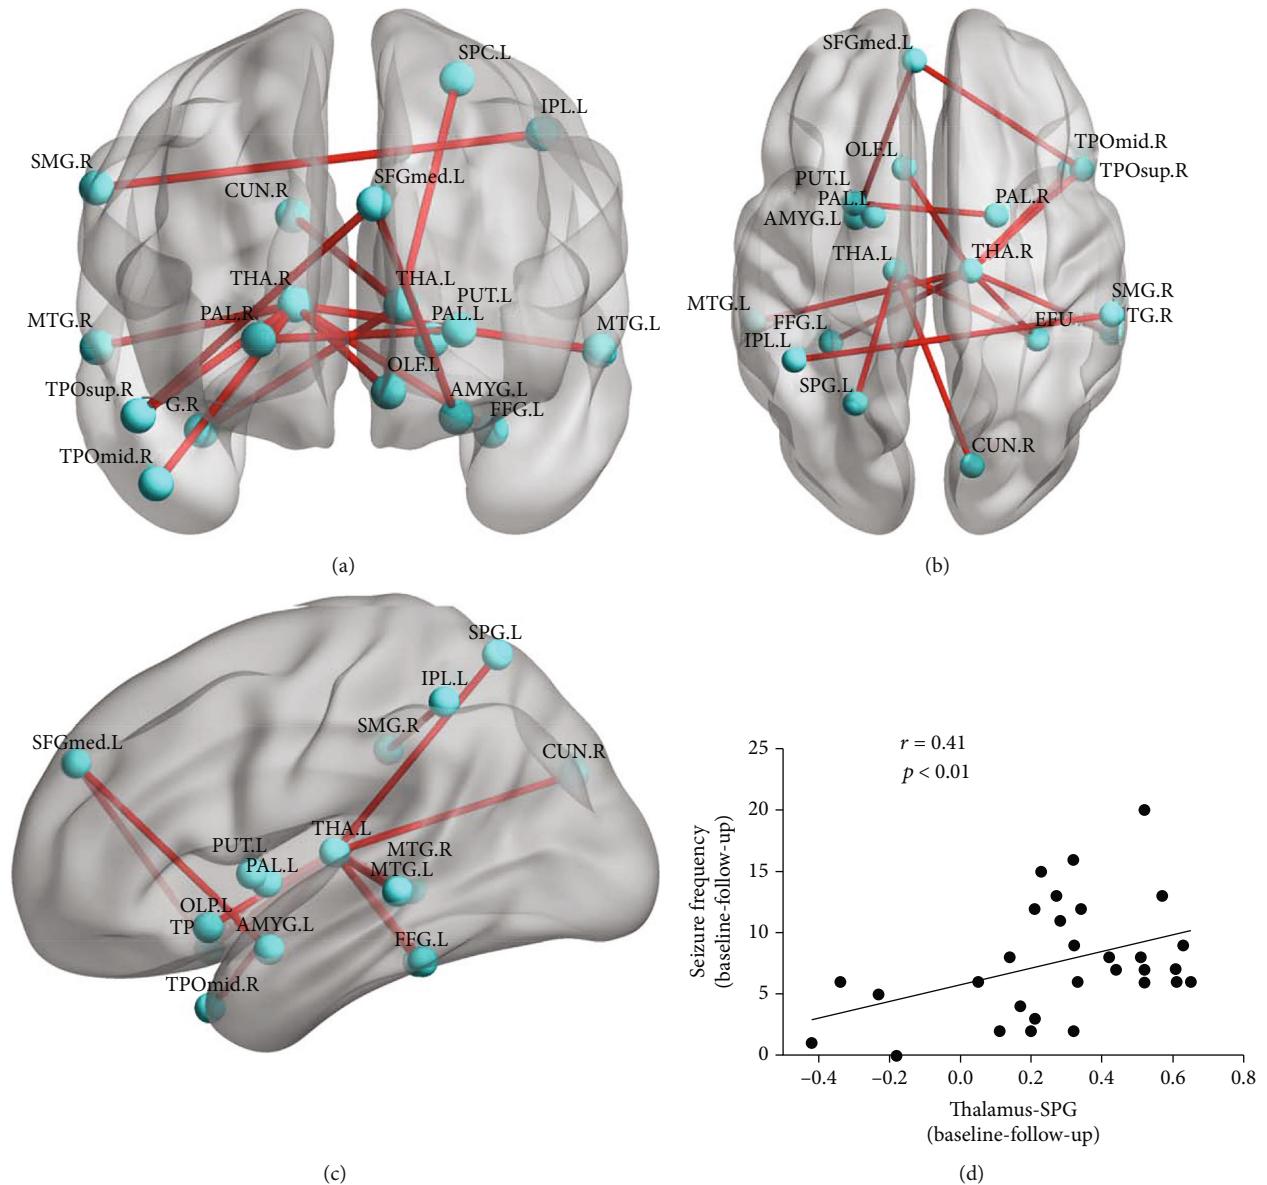 SPC.L
IPL.L
SMG.R
SFGmed.L
CUN.R
THA.R
THA.L
PUT.L
PAL.R
PAL.L
MTG.R
MTG.L
OLF.L
TPOsup.R
G.R
AMYG.L
FFG.L
TPOmid.R
(a)
SFGmed.L
TPOmid.R
OLF.L
TPOsup.R
PUT.L
PAL.L
PAL.R
AMYG.L
THA.L
THA.R
MTG.L
SMG.R
FFG.L
EFU
TG.R
IPL.L
SPG.L
CUN.R
(b)
SPG.L
IPL.L
SMG.R
SFGmed.L
CUN.R
THA.L
PUT.L
MTG.R
PAL.L
MTG.L
OLP.L
TP
AMYG.L
FFG.L
TPOmid.R
(c)
r = 0.41
p < 0.01
25
20
15
10
5
0
Seizure frequency
(baseline-follow-up)
–0.4 –0.2 0.0 0.2 0.4 0.6 0.8
Thalamus-SPG
(baseline-follow-up)
(d)